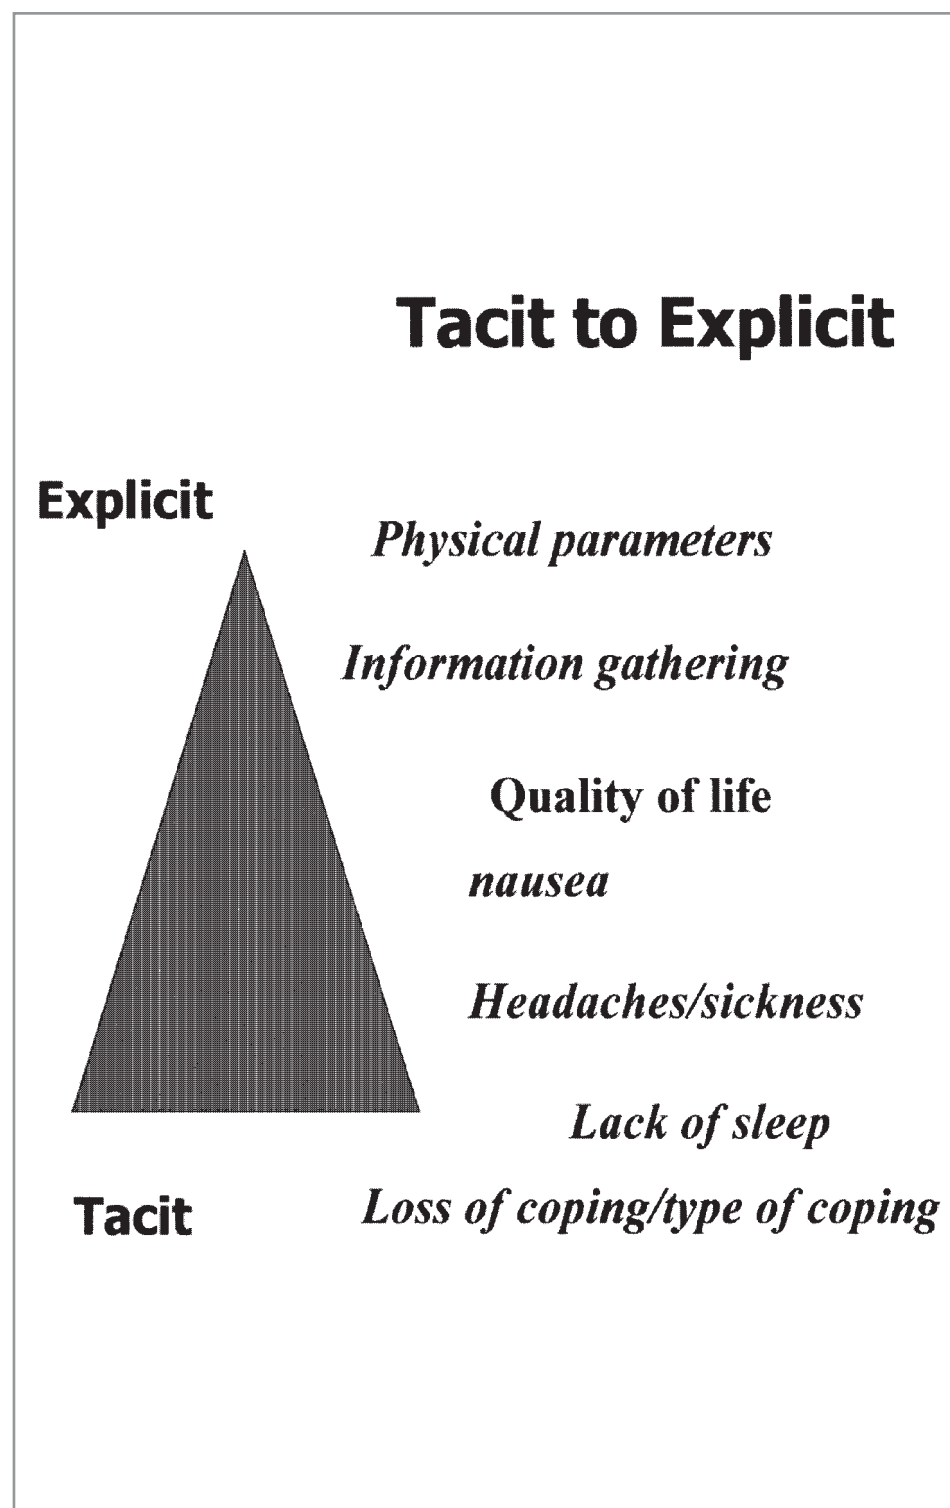 Tacit to Explicit
Explicit
Physical parameters
Information gathering
Quality of life
nausea
Headaches/sickness
Lack of sleep
Tacit
Loss of coping/type of coping